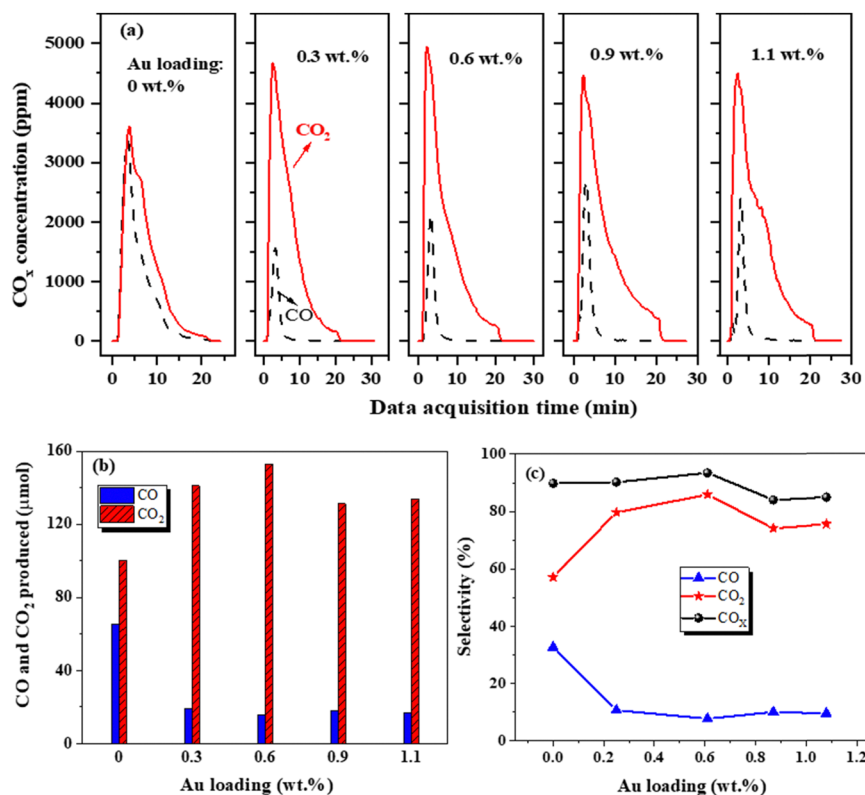 (a)
Au loading:
0 wt.%
0.3 wt.%
0.6 wt.%
0.9 wt.%
1.1 wt.%
CO₂
CO
5000
4000
3000
2000
1000
0
COₓ concentration (ppm)
0 10 20
0 10 20 30
0 10 20 30
0 10 20 30
0 10 20 30
Data acquisition time (min)
(b)
CO
CO₂
160
120
80
40
0
CO and CO₂ produced (μmol)
0 0.3 0.6 0.9 1.1
Au loading (wt.%)
(c)
CO
CO₂
COX
100
80
60
40
20
0
Selectivity (%)
0.0 0.2 0.4 0.6 0.8 1.0 1.2
Au loading (wt.%)